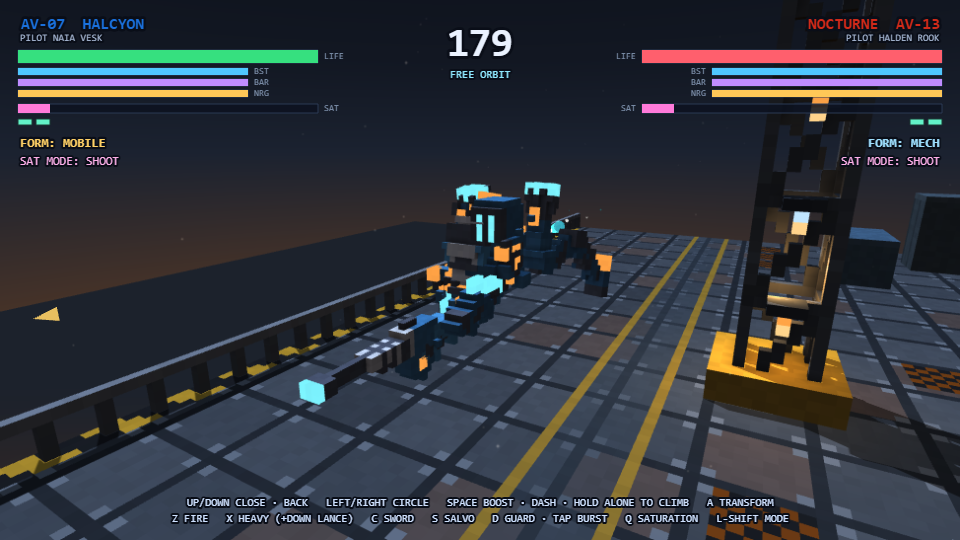 AV-07 HALCYON
PILOT NAIA VESK
LIFE
BST
BAR
NRG
SAT
FORM: MOBILE
SAT MODE: SHOOT
179
FREE ORBIT
NOCTURNE AV-13
PILOT HALDEN ROOK
LIFE
BST
BAR
NRG
SAT
FORM: MECH
SAT MODE: SHOOT
UP/DOWN CLOSE · BACK LEFT/RIGHT CIRCLE SPACE BOOST · DASH · HOLD ALONE TO CLIMB A TRANSFORM
Z FIRE X HEAVY (+DOWN LANCE) C SWORD S SALVO D GUARD · TAP BURST Q SATURATION L-SHIFT MODE